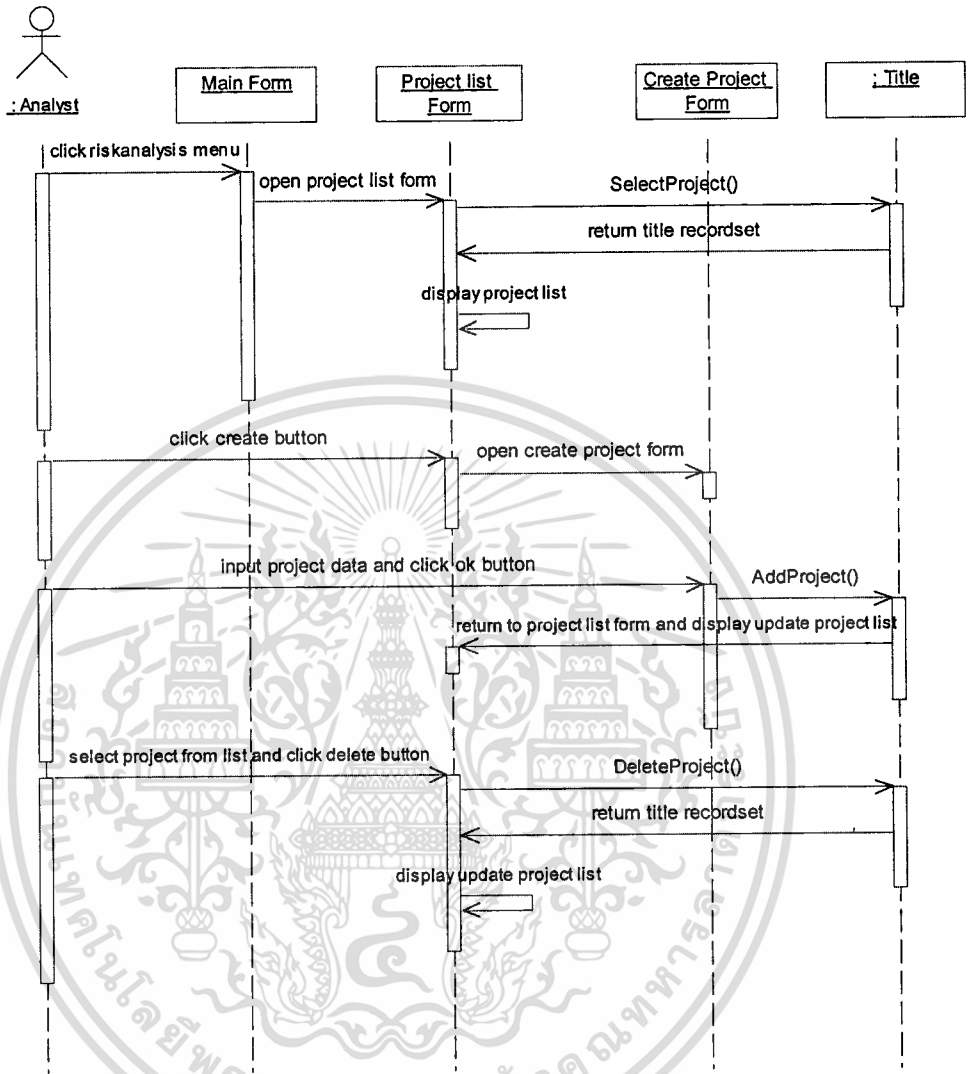 : Analyst
Main Form
Project list
Form
Create Project
Form
: Title
click riskanalysis menu
open project list form
SelectProject()
return title recordset
display project list
click create button
open create project form
input project data and click ok button
AddProject()
return to project list form and display update project list
select project from list and click delete button
DeleteProject()
return title recordset
display update project list